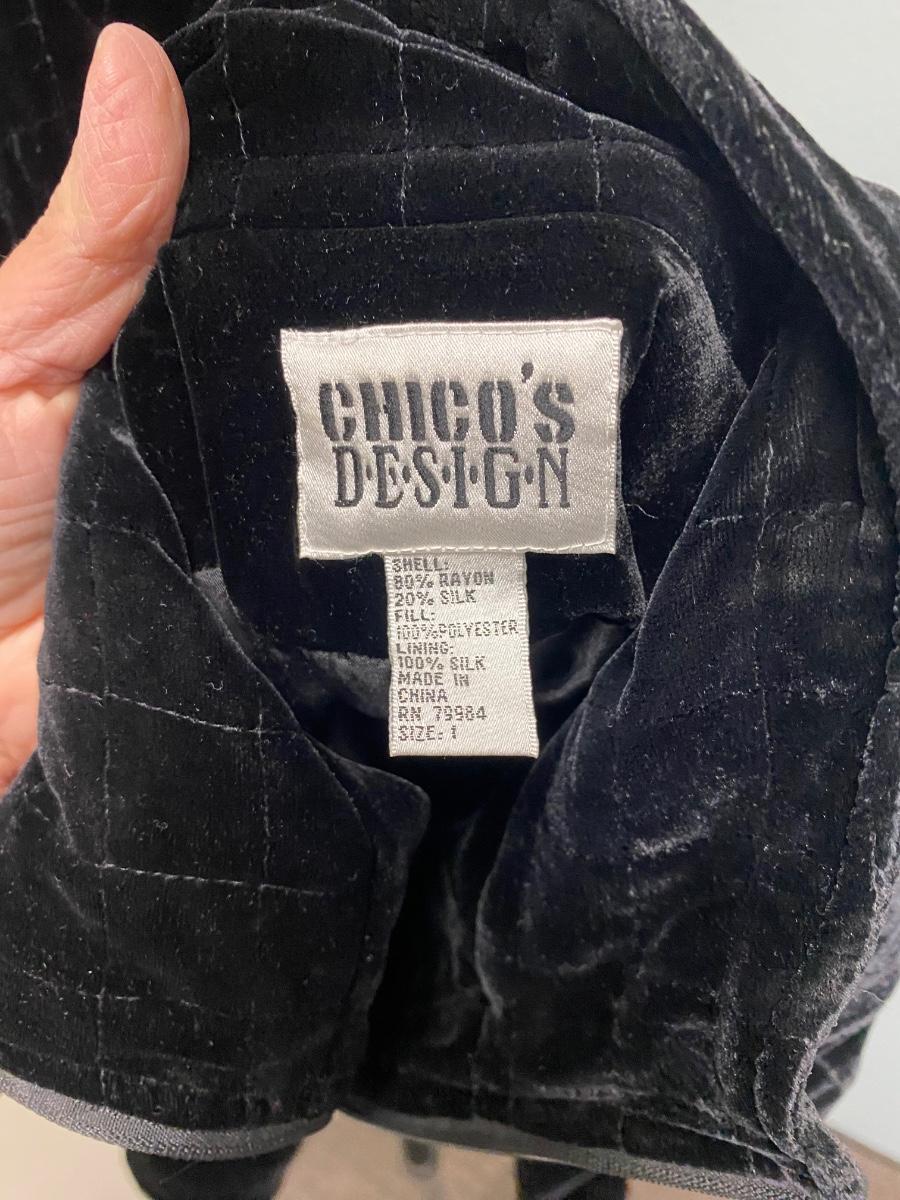 CHICO'S
D·E·S·I·G·N
SHELL:
80% RAYON
20% SILK
FILL:
100%POLYESTER
LINING:
100% SILK
MADE IN
CHINA
RN 79984
SIZE: 1